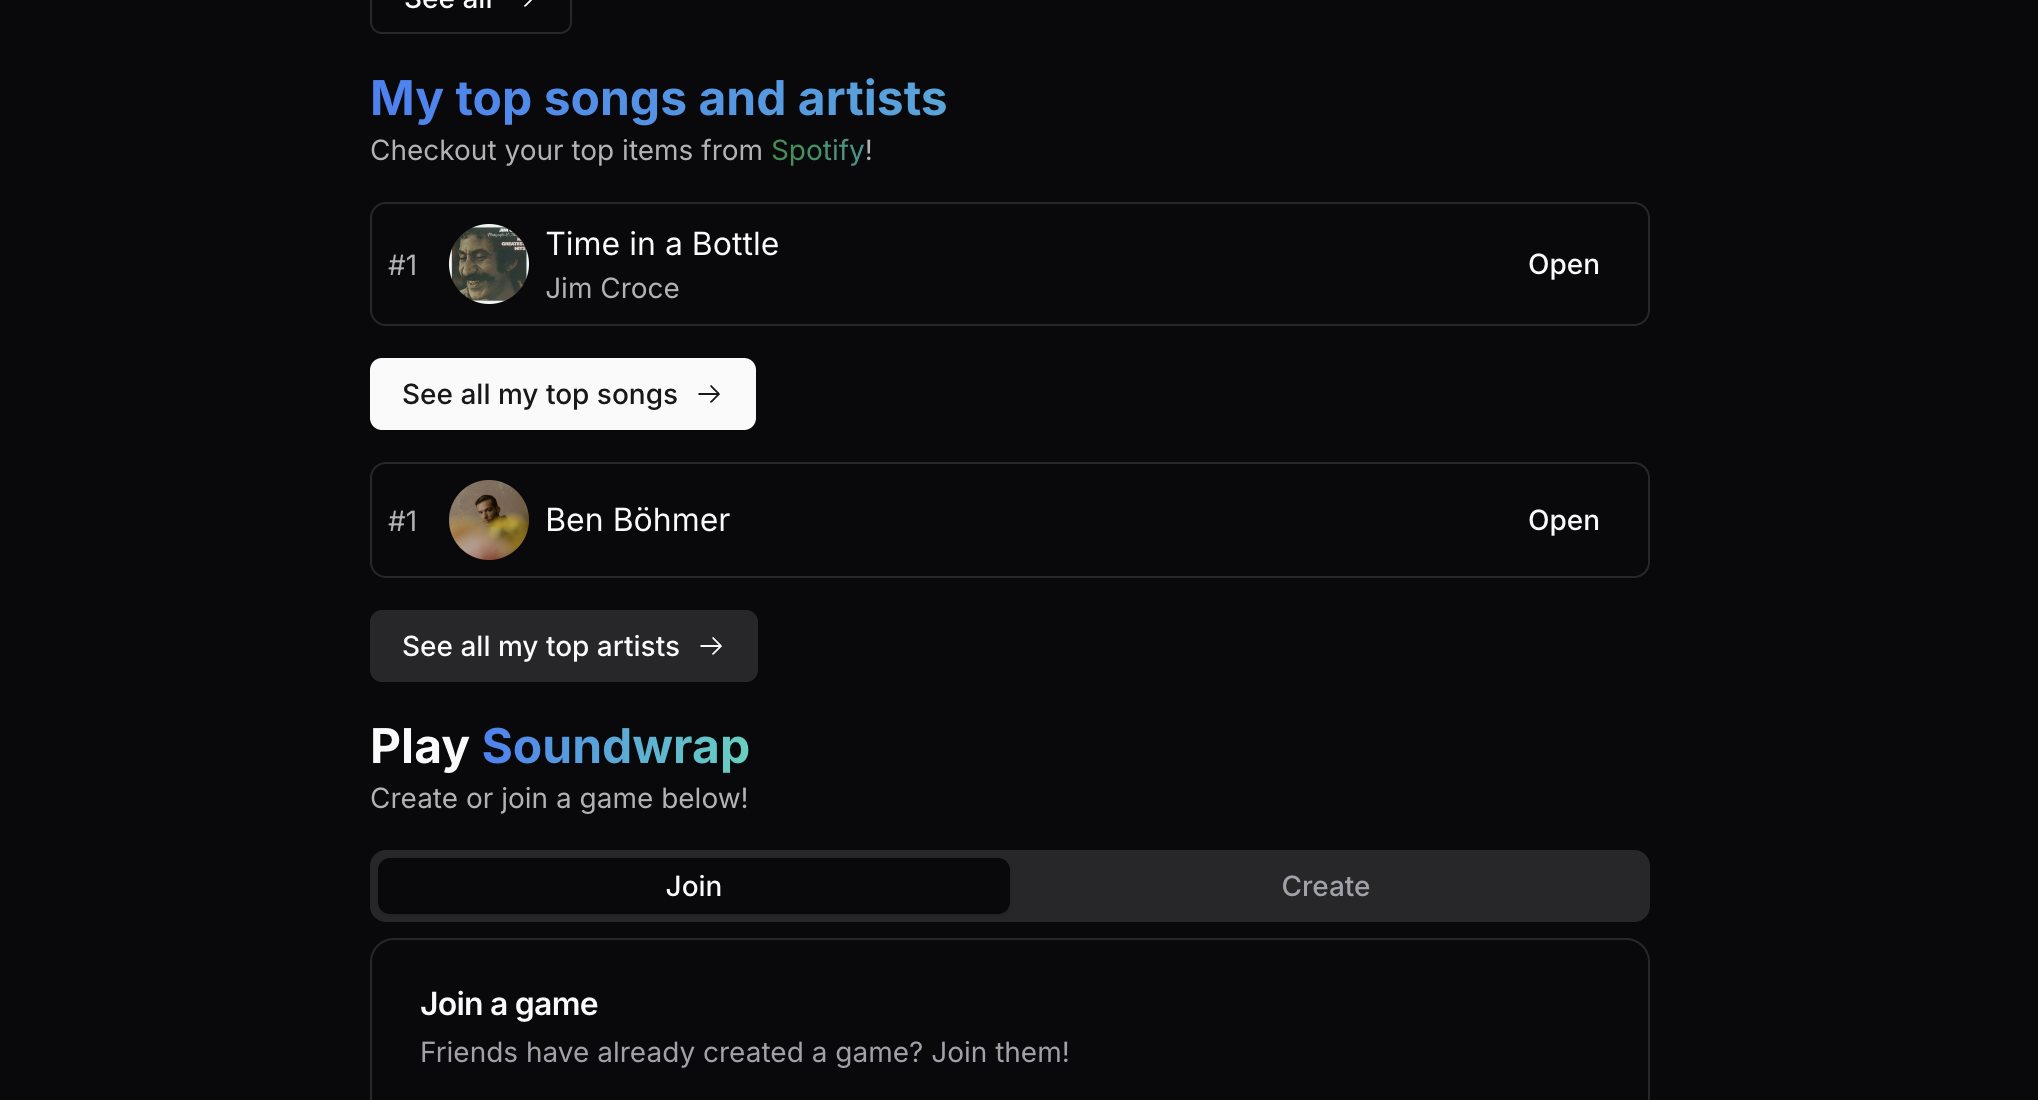 See all
My top songs and artists
Checkout your top items from Spotify!
#1
Time in a Bottle
Jim Croce
Open
See all my top songs
#1
Ben Böhmer
Open
See all my top artists
Play Soundwrap
Create or join a game below!
Join
Create
Join a game
Friends have already created a game? Join them!